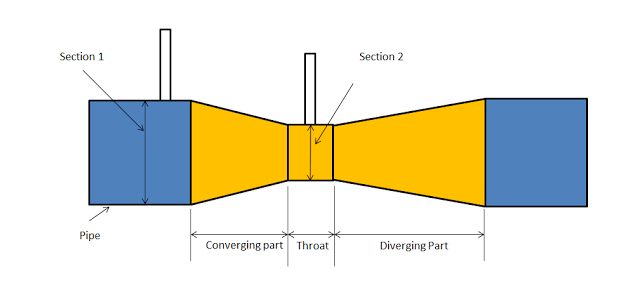 Section 1
Section 2
Pipe
Converging part
Throat
Diverging Part